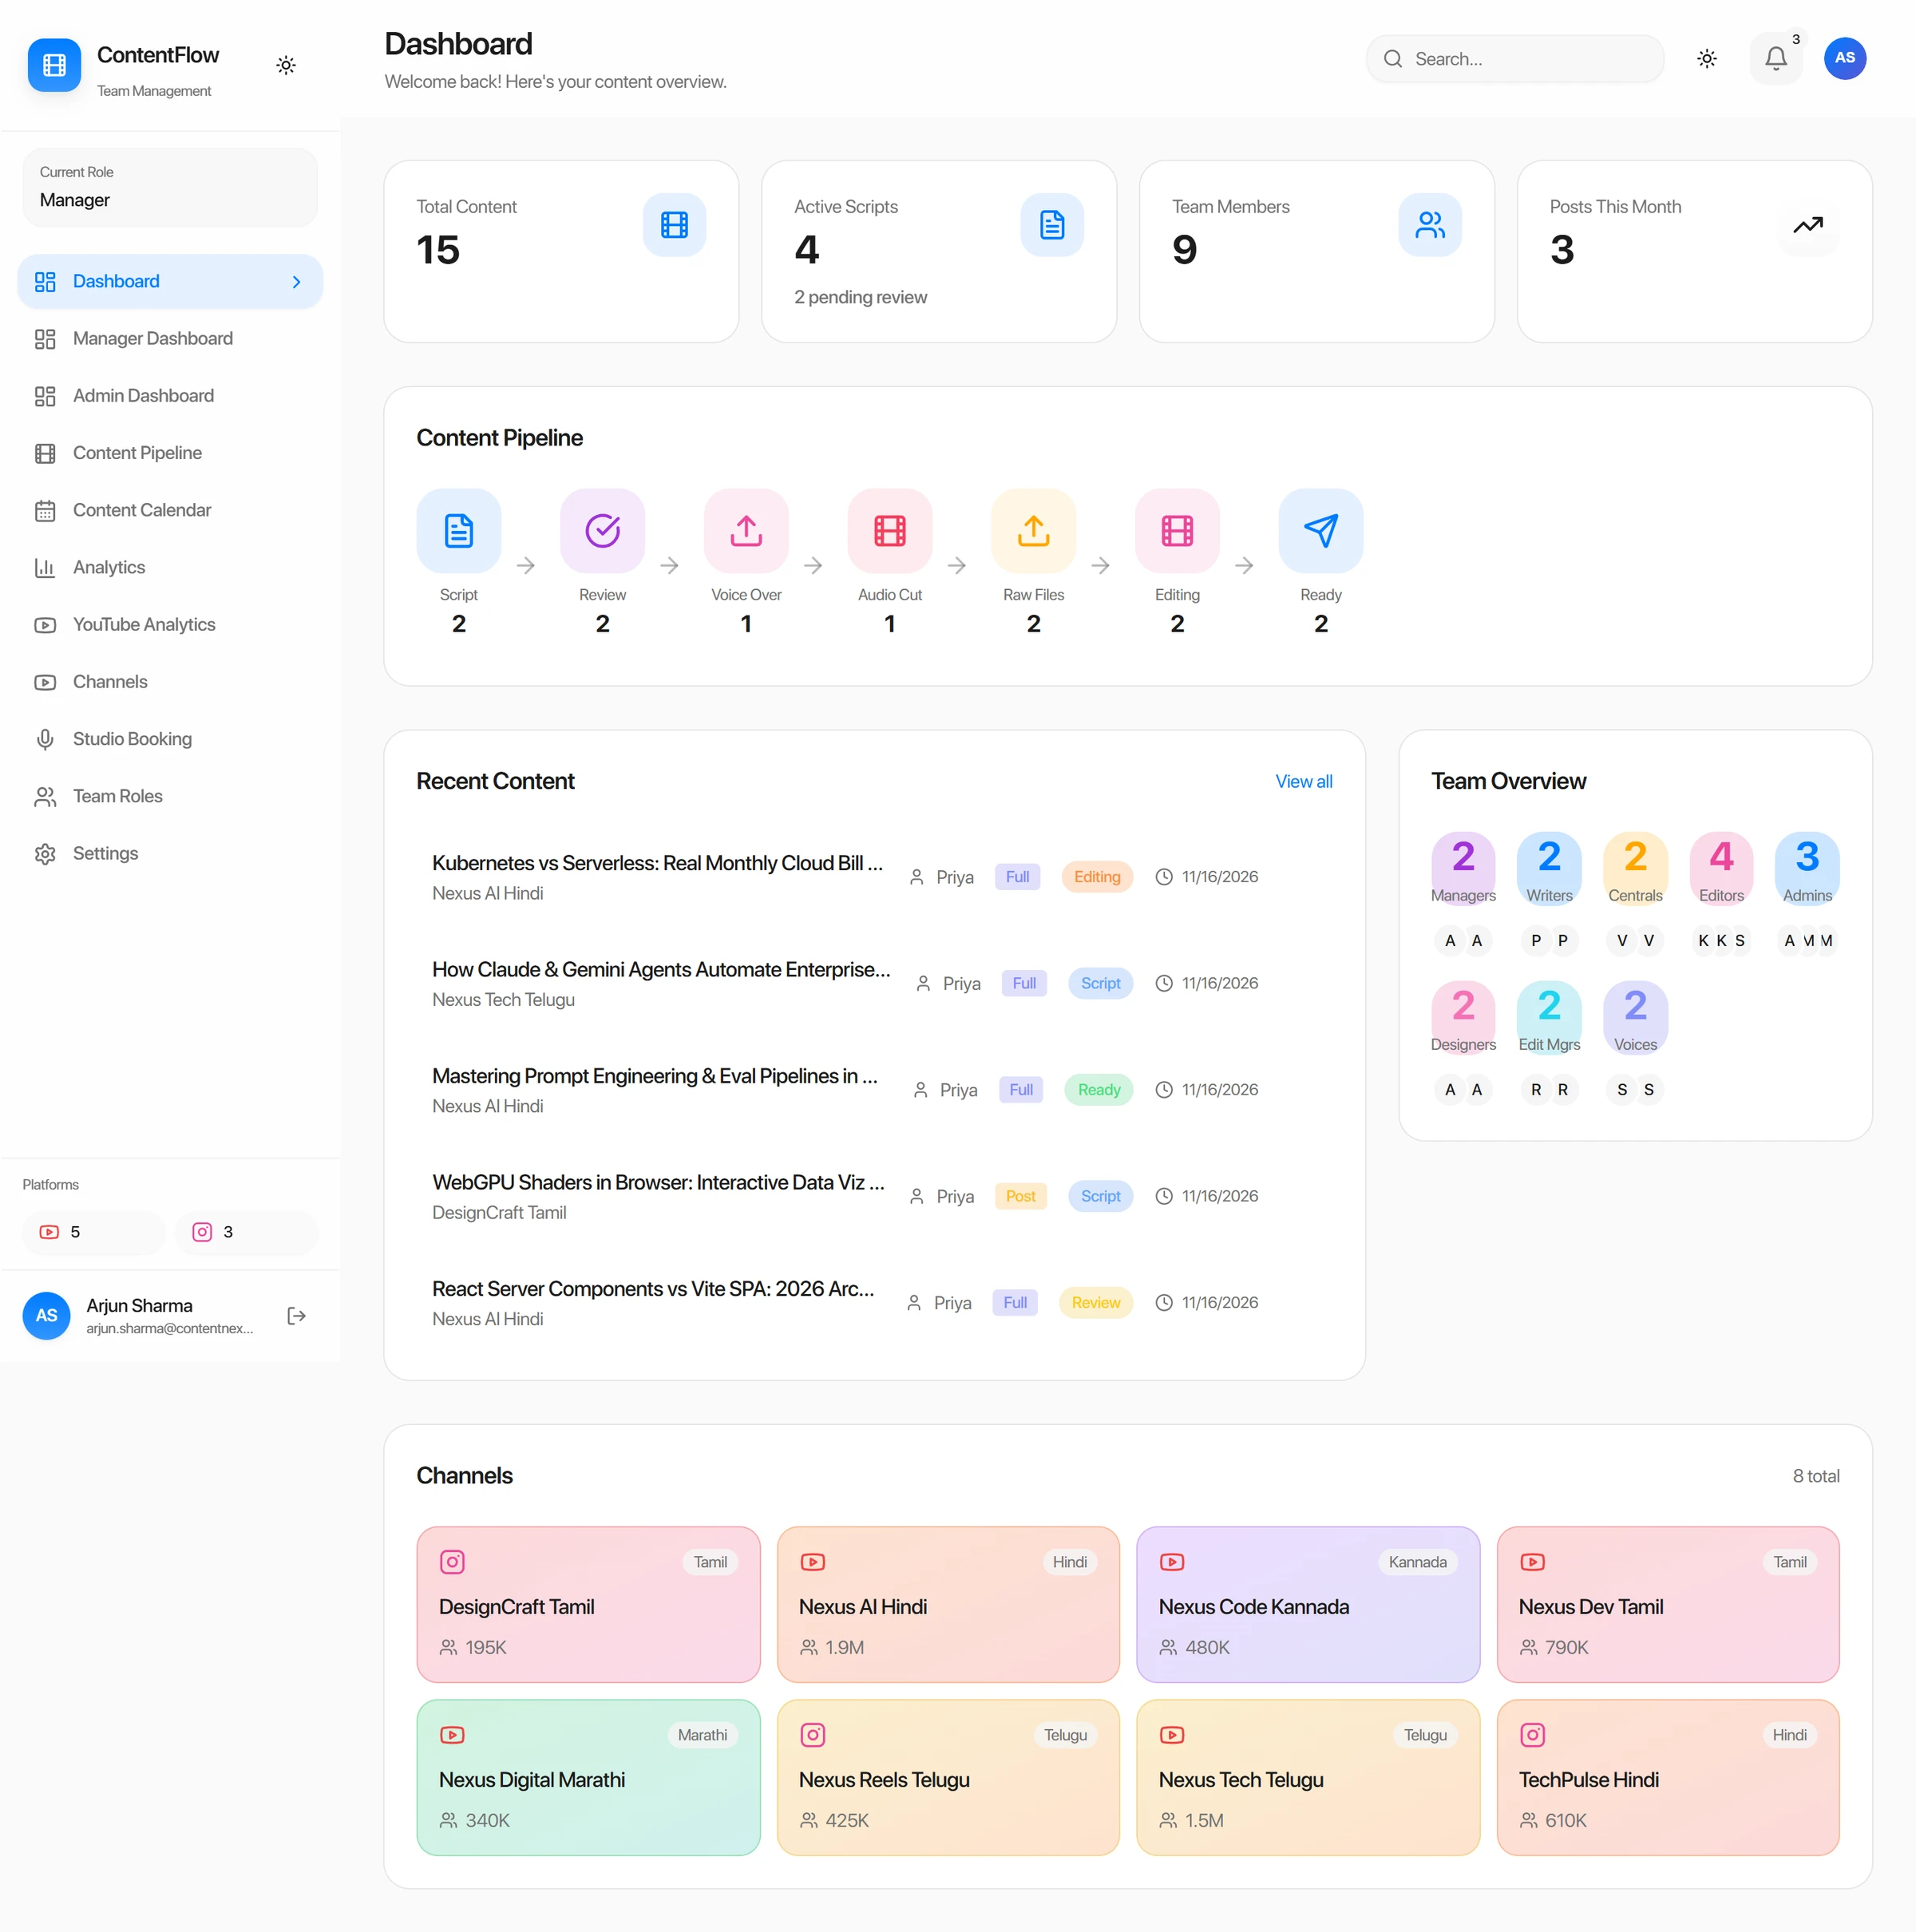 ContentFlow
Team Management
Current Role
Manager
Dashboard
Manager Dashboard
Admin Dashboard
Content Pipeline
Content Calendar
Analytics
YouTube Analytics
Channels
Studio Booking
Team Roles
Settings
Platforms
5
3
AS
Arjun Sharma
arjun.sharma@contentnex...
Dashboard
Welcome back! Here's your content overview.
Search...
3
AS
Total Content
15
Active Scripts
4
2 pending review
Team Members
9
Posts This Month
3
Content Pipeline
Script
2
Review
2
Voice Over
1
Audio Cut
1
Raw Files
2
Editing
2
Ready
2
Recent Content
View all
Kubernetes vs Serverless: Real Monthly Cloud Bill ...
Nexus AI Hindi
Priya
Full
Editing
11/16/2026
How Claude & Gemini Agents Automate Enterprise...
Nexus Tech Telugu
Priya
Full
Script
11/16/2026
Mastering Prompt Engineering & Eval Pipelines in ...
Nexus AI Hindi
Priya
Full
Ready
11/16/2026
WebGPU Shaders in Browser: Interactive Data Viz ...
DesignCraft Tamil
Priya
Post
Script
11/16/2026
React Server Components vs Vite SPA: 2026 Arc...
Nexus AI Hindi
Priya
Full
Review
11/16/2026
Team Overview
2
Managers
A A
2
Writers
P P
2
Centrals
V V
4
Editors
K K S
3
Admins
A M M
2
Designers
A A
2
Edit Mgrs
R R
2
Voices
S S
Channels
8 total
Tamil
DesignCraft Tamil
195K
Hindi
Nexus AI Hindi
1.9M
Kannada
Nexus Code Kannada
480K
Tamil
Nexus Dev Tamil
790K
Marathi
Nexus Digital Marathi
340K
Telugu
Nexus Reels Telugu
425K
Telugu
Nexus Tech Telugu
1.5M
Hindi
TechPulse Hindi
610K